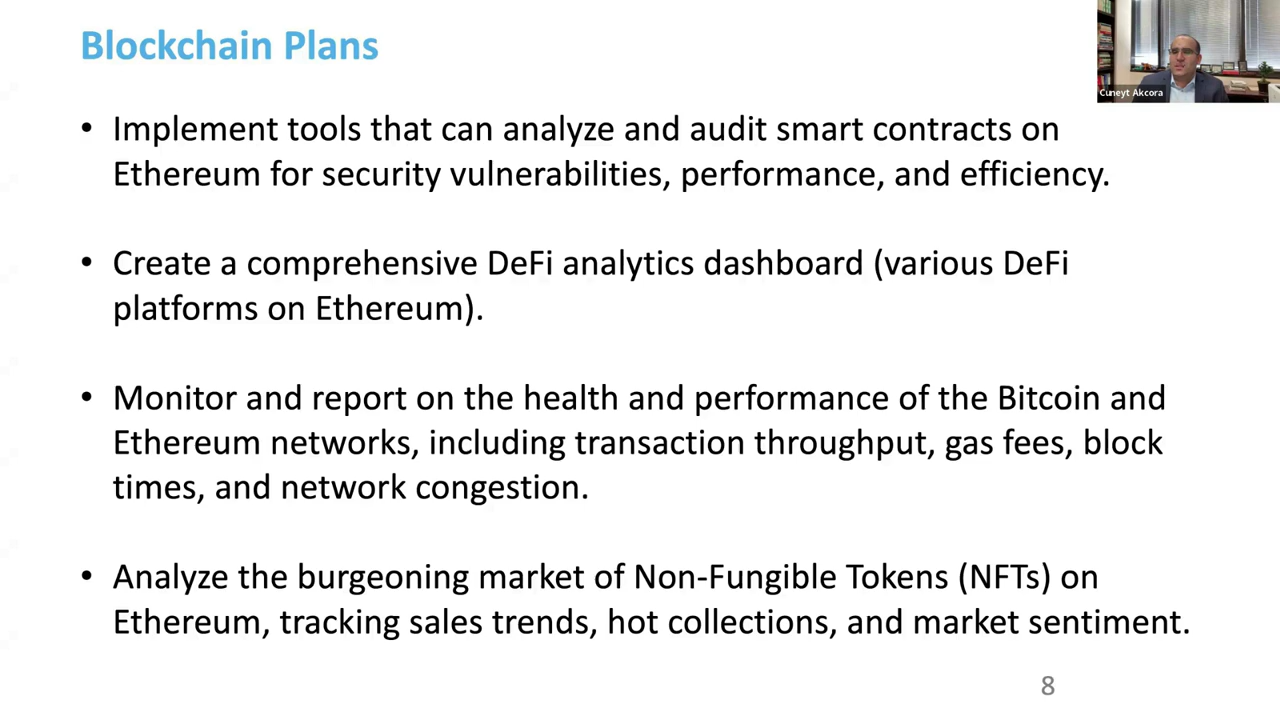 Blockchain Plans
Cuneyt Akcora
• Implement tools that can analyze and audit smart contracts on
Ethereum for security vulnerabilities, performance, and efficiency.
• Create a comprehensive DeFi analytics dashboard (various DeFi
platforms on Ethereum).
• Monitor and report on the health and performance of the Bitcoin and
Ethereum networks, including transaction throughput, gas fees, block
times, and network congestion.
• Analyze the burgeoning market of Non-Fungible Tokens (NFTs) on
Ethereum, tracking sales trends, hot collections, and market sentiment.
8